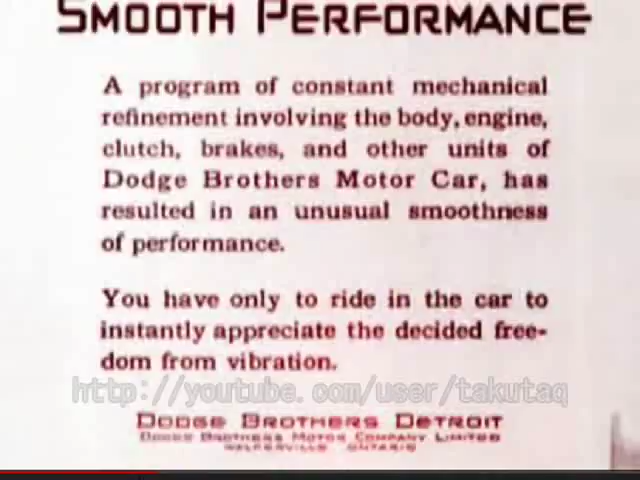 SMOOTH PERFORMANCE
A program of constant mechanical
refinement involving the body, engine,
clutch, brakes, and other units of
Dodge Brothers Motor Car, has
resulted in an unusual smoothness
of performance.
You have only to ride in the car to
instantly appreciate the decided free-
dom from vibration.
http://youtube.com/user/takutaq
DODGE BROTHERS DETROIT
DODGE BROTHERS MOTOR COMPANY LIMITED
WALKERVILLE ONTARIO